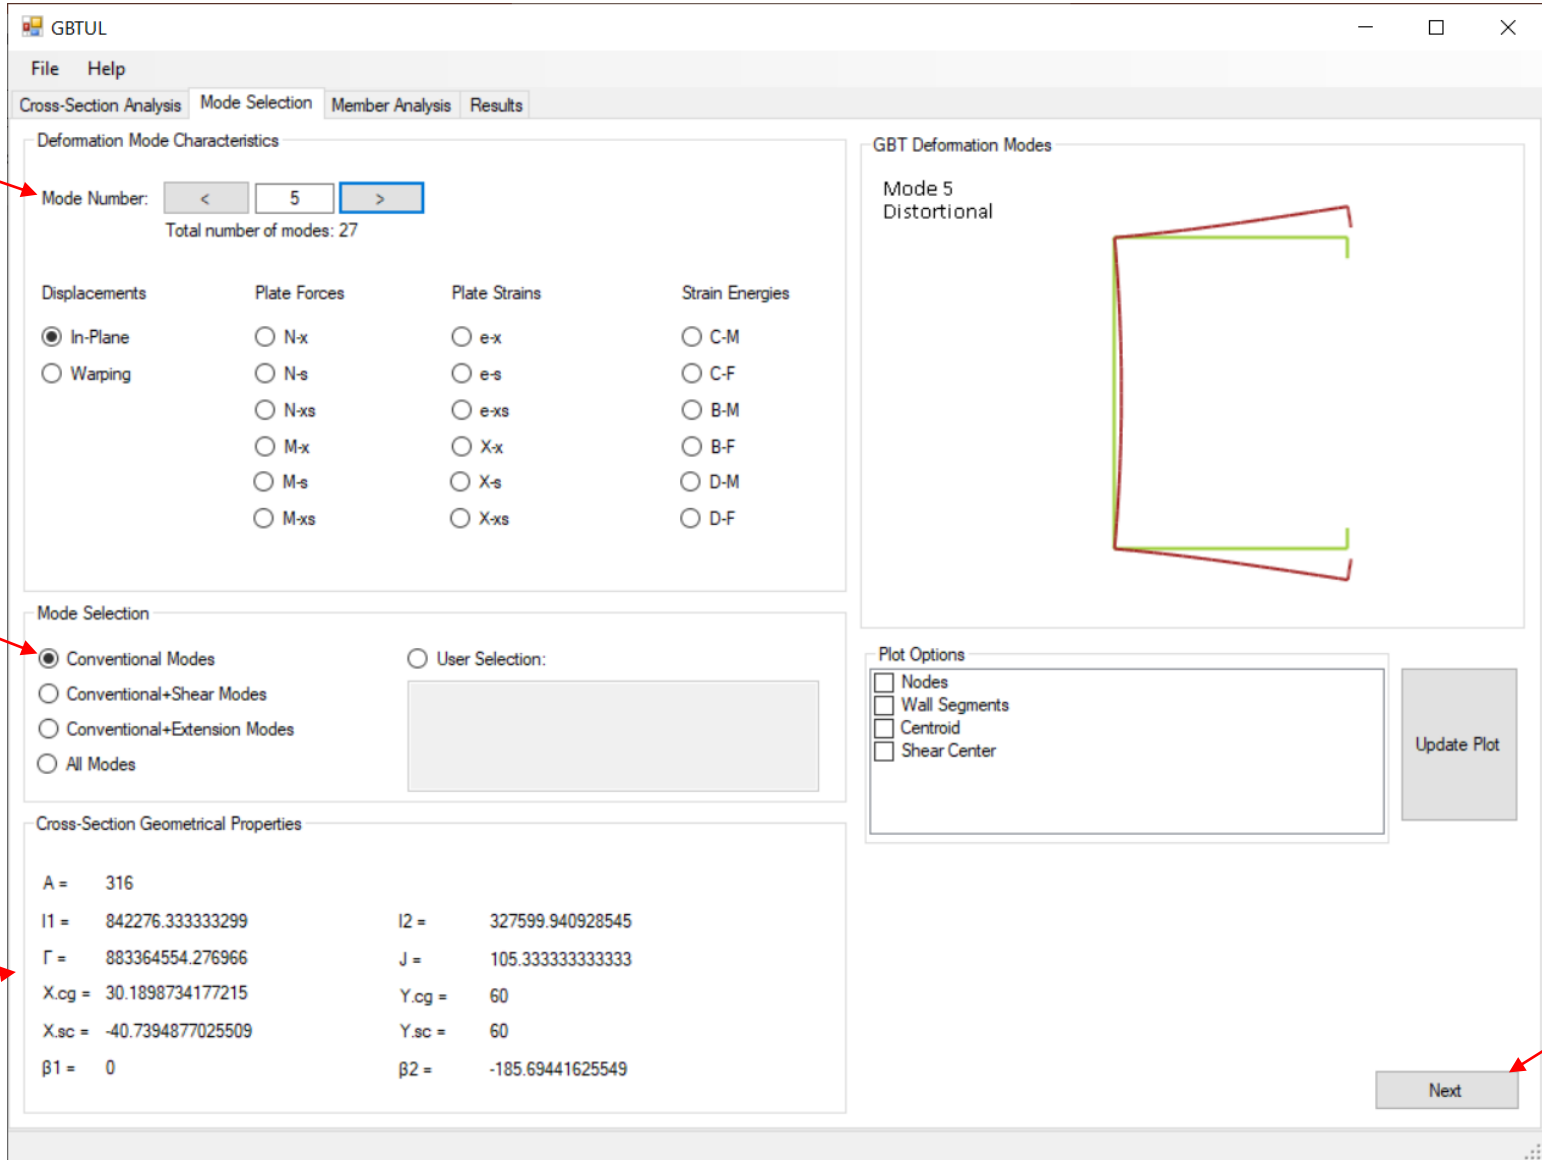 GBTUL
File Help
Cross-Section Analysis Mode Selection Member Analysis Results
Deformation Mode Characteristics
Mode Number: < 5 >
Total number of modes: 27
Displacements Plate Forces Plate Strains Strain Energies
In-Plane N-x e-x C-M
Warping N-s e-s C-F
N-xs e-xs B-M
M-x X-x B-F
M-s X-s D-M
M-xs X-xs D-F
GBT Deformation Modes
Mode 5
Distortional
Mode Selection
Conventional Modes User Selection:
Conventional+Shear Modes
Conventional+Extension Modes
All Modes
Plot Options
Nodes
Wall Segments
Centroid
Shear Center
Update Plot
Cross-Section Geometrical Properties
A = 316
I1 = 842276.333333299 I2 = 327599.940928545
Γ = 883364554.276966 J = 105.333333333333
X.cg = 30.1898734177215 Y.cg = 60
X.sc = -40.7394877025509 Y.sc = 60
β1 = 0 β2 = -185.69441625549
Next